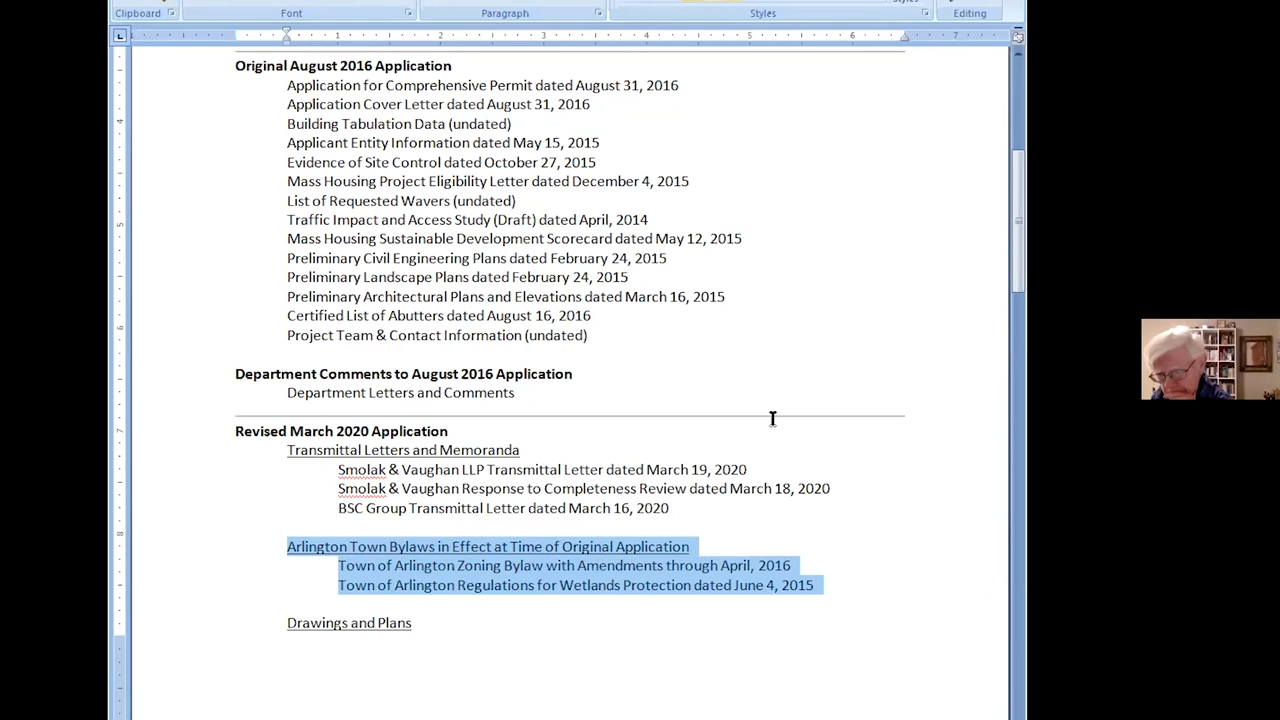 Clipboard
Font
Paragraph
Styles
Editing
1 2 3 4 5 6 7
Original August 2016 Application
Application for Comprehensive Permit dated August 31, 2016
Application Cover Letter dated August 31, 2016
Building Tabulation Data (undated)
Applicant Entity Information dated May 15, 2015
Evidence of Site Control dated October 27, 2015
Mass Housing Project Eligibility Letter dated December 4, 2015
List of Requested Wavers (undated)
Traffic Impact and Access Study (Draft) dated April, 2014
Mass Housing Sustainable Development Scorecard dated May 12, 2015
Preliminary Civil Engineering Plans dated February 24, 2015
Preliminary Landscape Plans dated February 24, 2015
Preliminary Architectural Plans and Elevations dated March 16, 2015
Certified List of Abutters dated August 16, 2016
Project Team & Contact Information (undated)
Department Comments to August 2016 Application
Department Letters and Comments
Revised March 2020 Application
Transmittal Letters and Memoranda
Smolak & Vaughan LLP Transmittal Letter dated March 19, 2020
Smolak & Vaughan Response to Completeness Review dated March 18, 2020
BSC Group Transmittal Letter dated March 16, 2020
Arlington Town Bylaws in Effect at Time of Original Application
Town of Arlington Zoning Bylaw with Amendments through April, 2016
Town of Arlington Regulations for Wetlands Protection dated June 4, 2015
Drawings and Plans